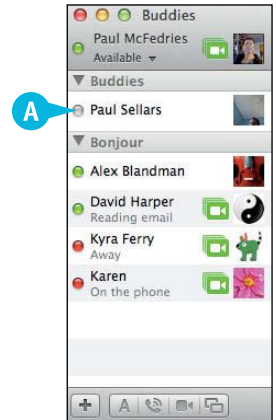 Buddies
Paul McFedries
Available
Buddies
A
Paul Sellars
Bonjour
Alex Blandman
David Harper
Reading email
Kyra Ferry
Away
Karen
On the phone
+ A